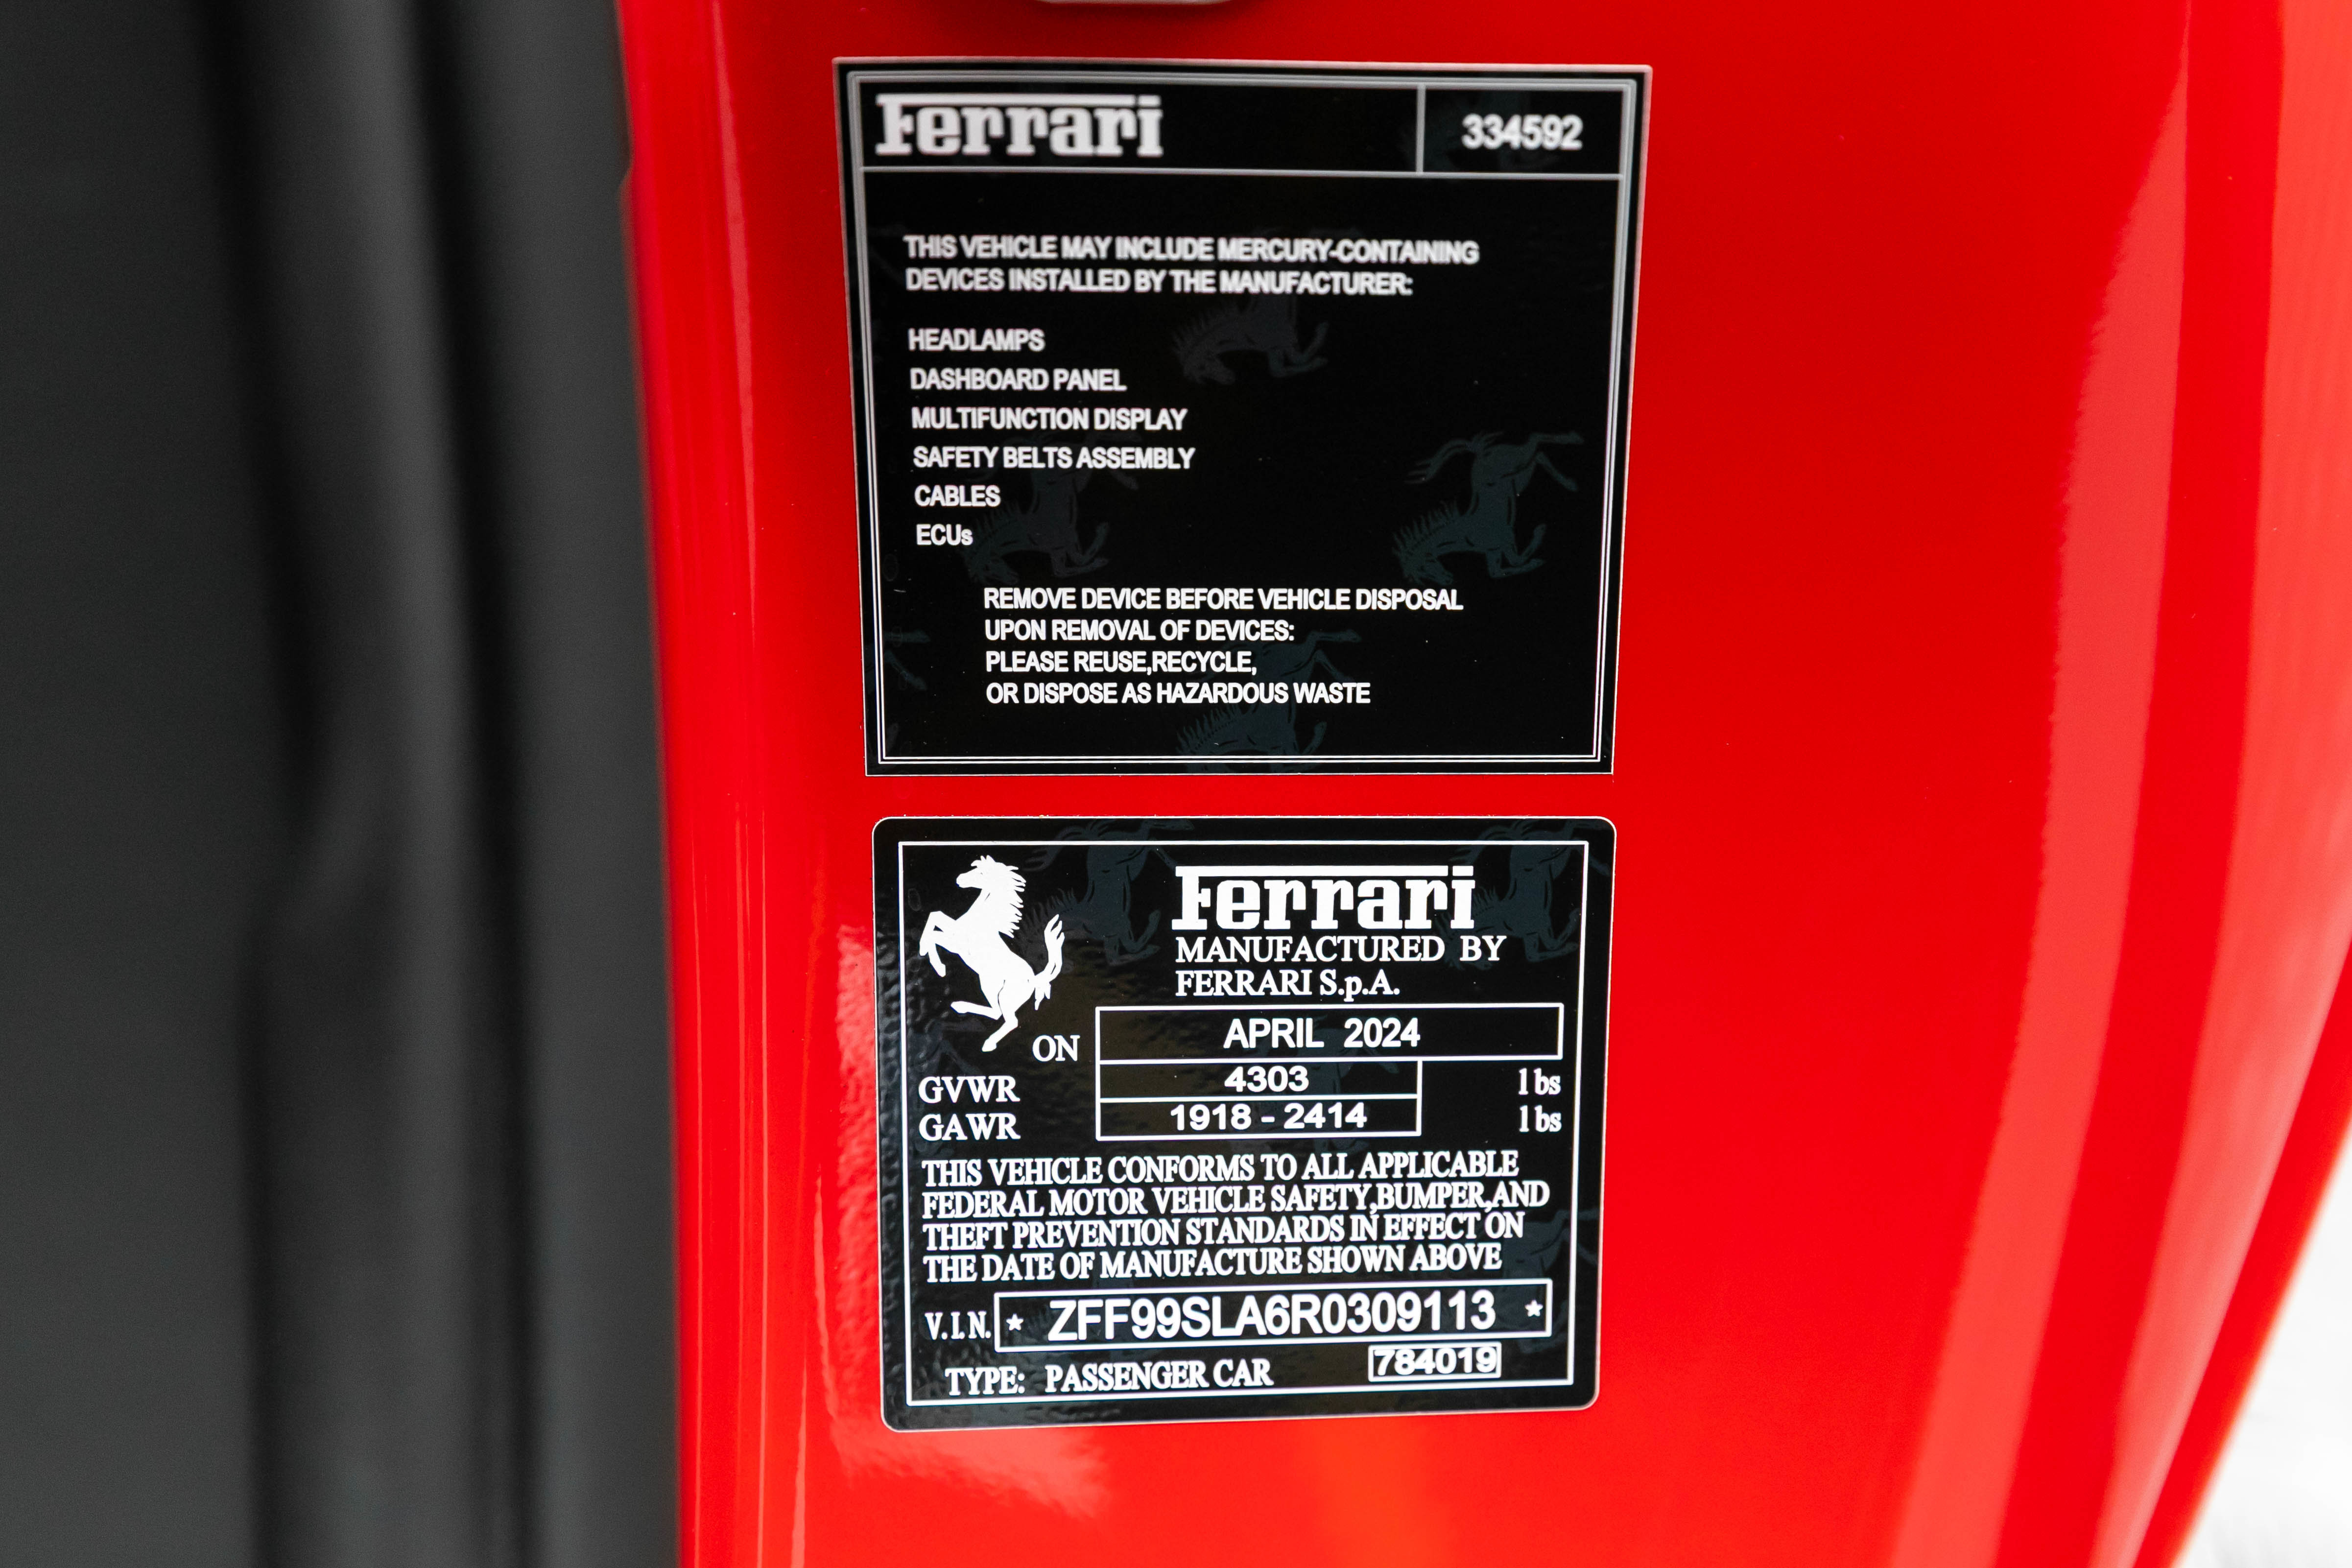 Ferrari 334592
THIS VEHICLE MAY INCLUDE MERCURY-CONTAINING
DEVICES INSTALLED BY THE MANUFACTURER:
HEADLAMPS
DASHBOARD PANEL
MULTIFUNCTION DISPLAY
SAFETY BELTS ASSEMBLY
CABLES
ECUs
REMOVE DEVICE BEFORE VEHICLE DISPOSAL
UPON REMOVAL OF DEVICES:
PLEASE REUSE,RECYCLE,
OR DISPOSE AS HAZARDOUS WASTE
Ferrari
MANUFACTURED BY
FERRARI S.p.A.
ON APRIL 2024
GVWR 4303 lbs
GAWR 1918 - 2414 lbs
THIS VEHICLE CONFORMS TO ALL APPLICABLE
FEDERAL MOTOR VEHICLE SAFETY,BUMPER,AND
THEFT PREVENTION STANDARDS IN EFFECT ON
THE DATE OF MANUFACTURE SHOWN ABOVE
V.I.N. * ZFF99SLA6R0309113 *
TYPE: PASSENGER CAR 784019